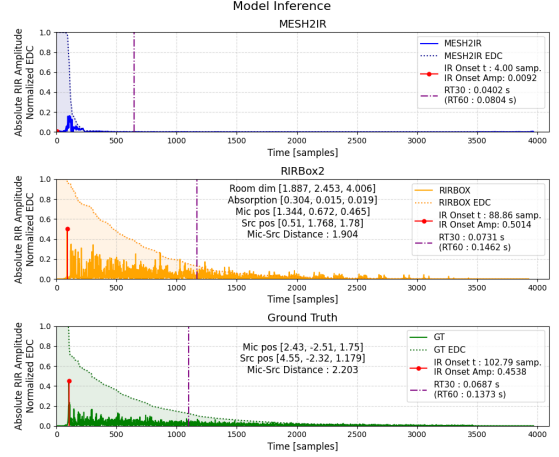 Model Inference
MESH2IR
Absolute RIR Amplitude
Normalized EDC
1.0
0.8
0.6
0.4
0.2
0.0
0
500
1000
1500
2000
2500
3000
3500
4000
Time [samples]
MESH2IR
MESH2IR EDC
IR Onset t : 4.00 samp.
IR Onset Amp: 0.0092
RT30 : 0.0402 s
(RT60 : 0.0804 s)
RIRBox2
Absolute RIR Amplitude
Normalized EDC
1.0
0.8
0.6
0.4
0.2
0.0
0
500
1000
1500
2000
2500
3000
3500
4000
Time [samples]
Room dim [1.887, 2.453, 4.006]
Absorption [0.304, 0.015, 0.019]
Mic pos [1.344, 0.672, 0.465]
Src pos [0.51, 1.768, 1.78]
Mic-Src Distance : 1.904
RIRBOX
RIRBOX EDC
IR Onset t : 88.86 samp.
IR Onset Amp: 0.5014
RT30 : 0.0731 s
(RT60 : 0.1462 s)
Ground Truth
Absolute RIR Amplitude
Normalized EDC
1.0
0.8
0.6
0.4
0.2
0.0
0
500
1000
1500
2000
2500
3000
3500
4000
Time [samples]
Mic pos [2.43, -2.51, 1.75]
Src pos [4.55, -2.32, 1.179]
Mic-Src Distance : 2.203
GT
GT EDC
IR Onset t : 102.79 samp.
IR Onset Amp: 0.4538
RT30 : 0.0687 s
(RT60 : 0.1373 s)